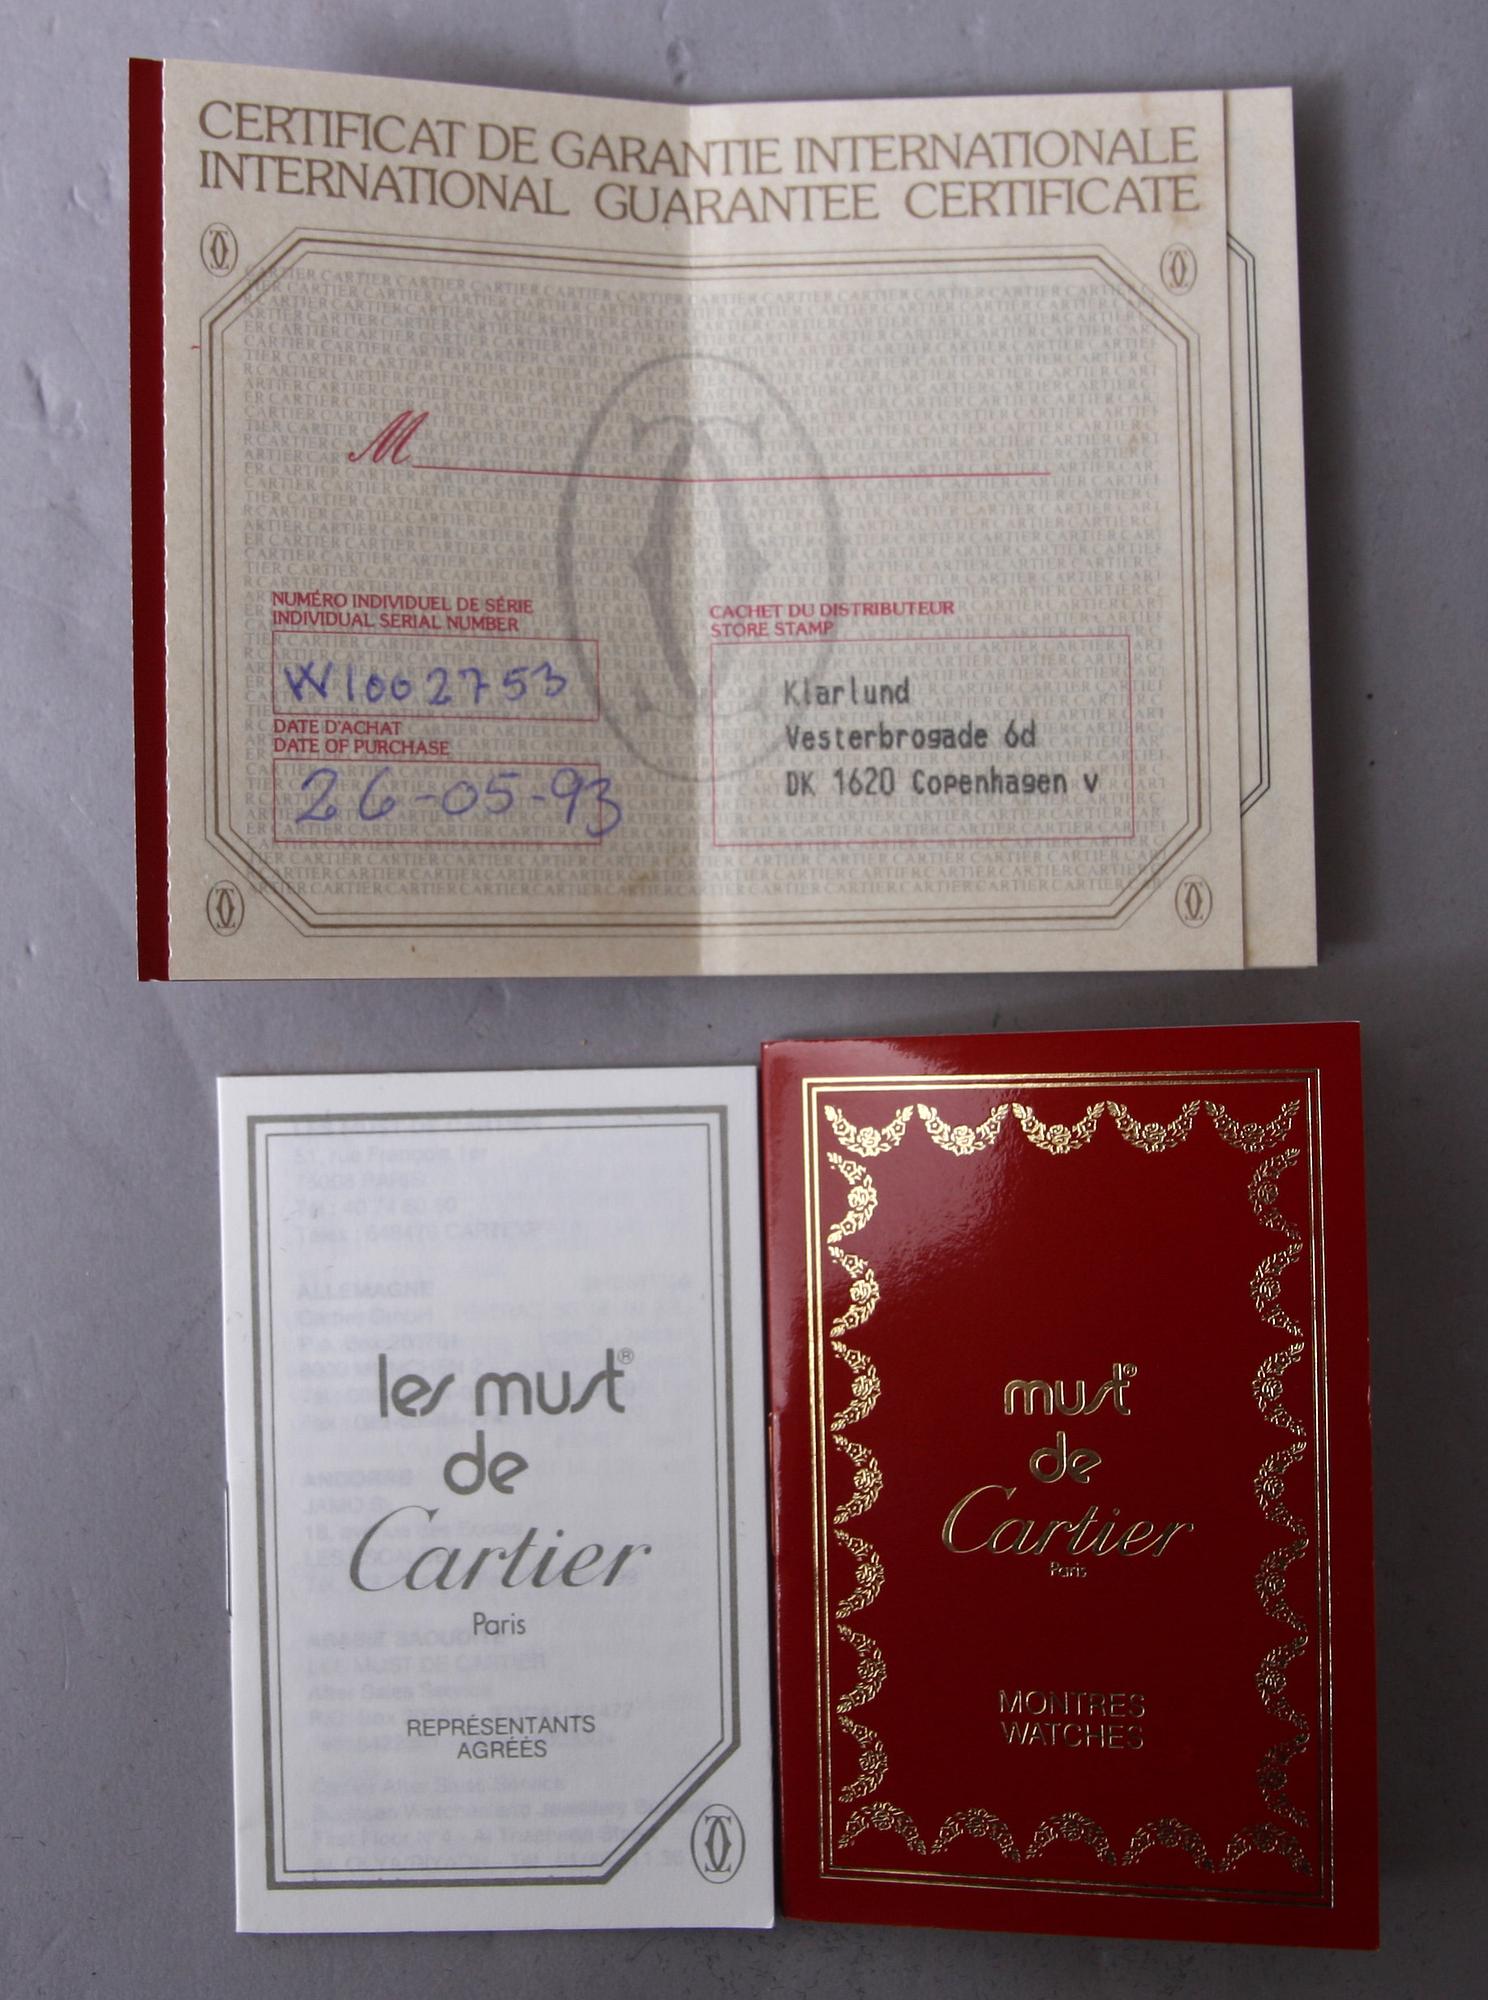 CERTIFICAT DE GARANTIE INTERNATIONALE
INTERNATIONAL GUARANTEE CERTIFICATE
M
NUMÉRO INDIVIDUEL DE SÉRIE
INDIVIDUAL SERIAL NUMBER
W1002753
DATE D'ACHAT
DATE OF PURCHASE
26-05-93
CACHET DU DISTRIBUTEUR
STORE STAMP
Klarlund
Vesterbrogade 6d
DK 1620 Copenhagen v
les must®
de
Cartier
Paris
REPRÉSENTANTS
AGRÉÉS
must®
de
Cartier
Paris
MONTRES
WATCHES